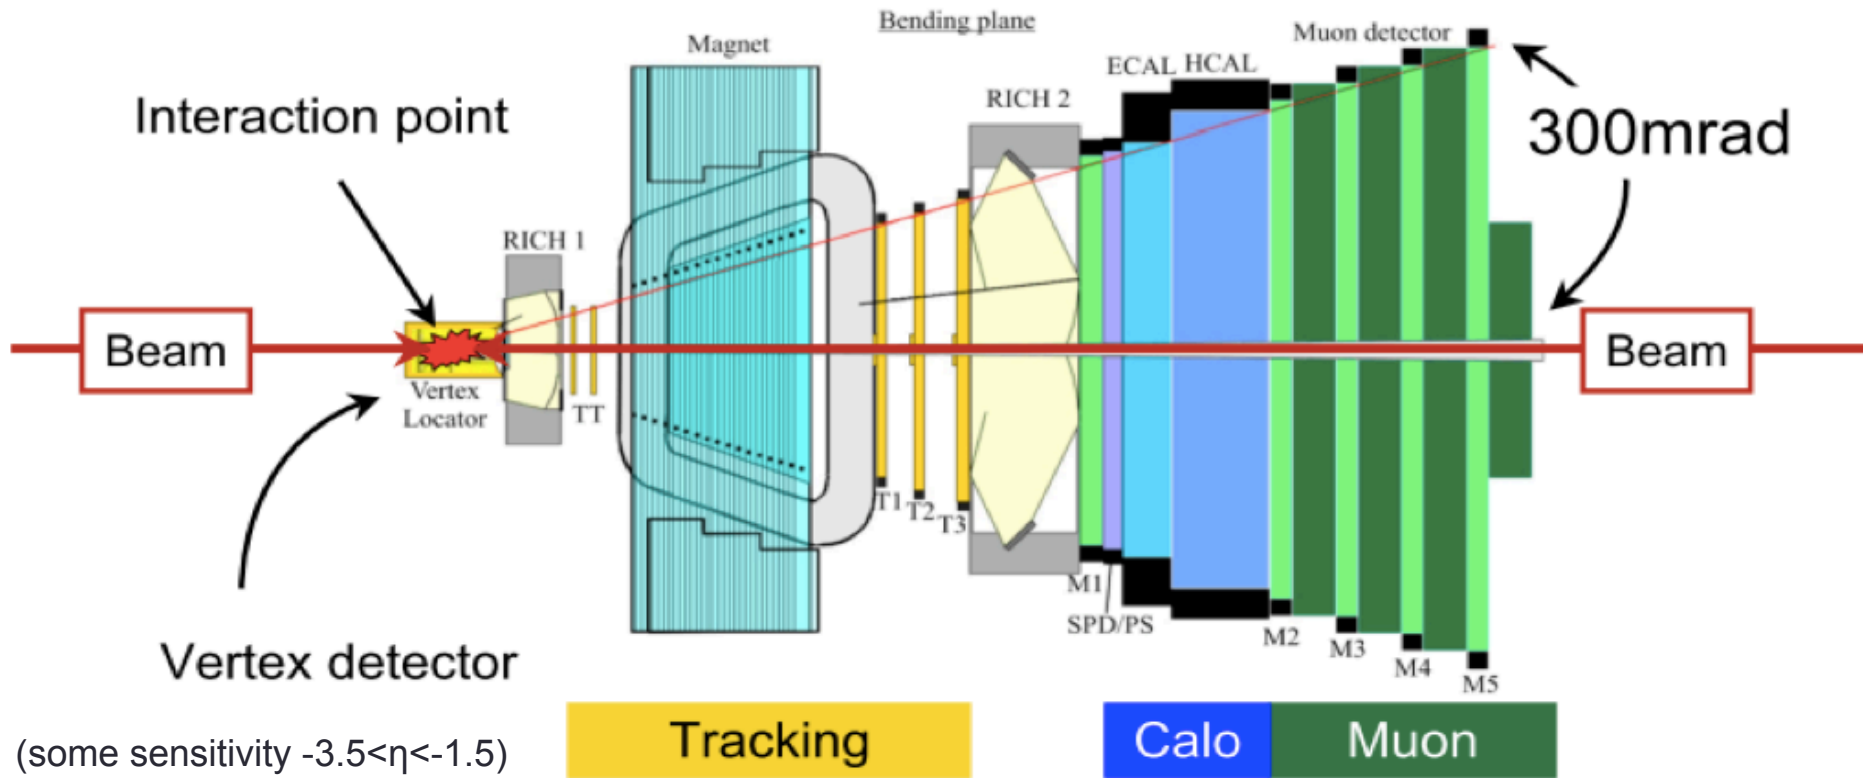 Bending plane
Magnet
Muon detector
ECAL HCAL
Interaction point
RICH 2
300mrad
RICH 1
Beam
Beam
Vertex
Locator
TT
T1
T2
T3
M1
SPD/PS
M2
M3
M4
M5
Vertex detector
Tracking
Calo
Muon
(some sensitivity -3.5<η<-1.5)